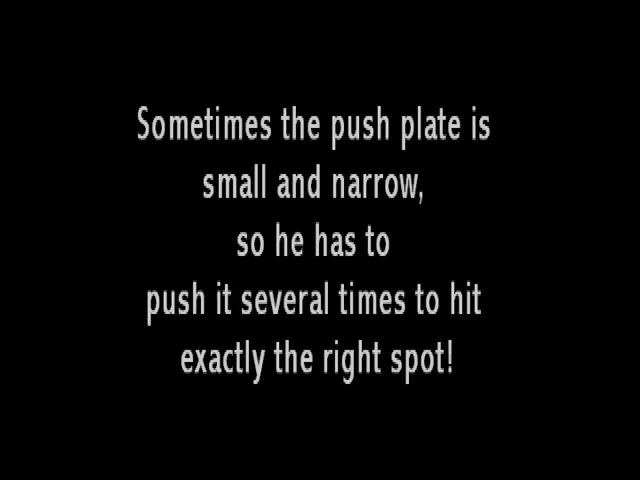 Sometimes the push plate is
small and narrow,
so he has to
push it several times to hit
exactly the right spot!